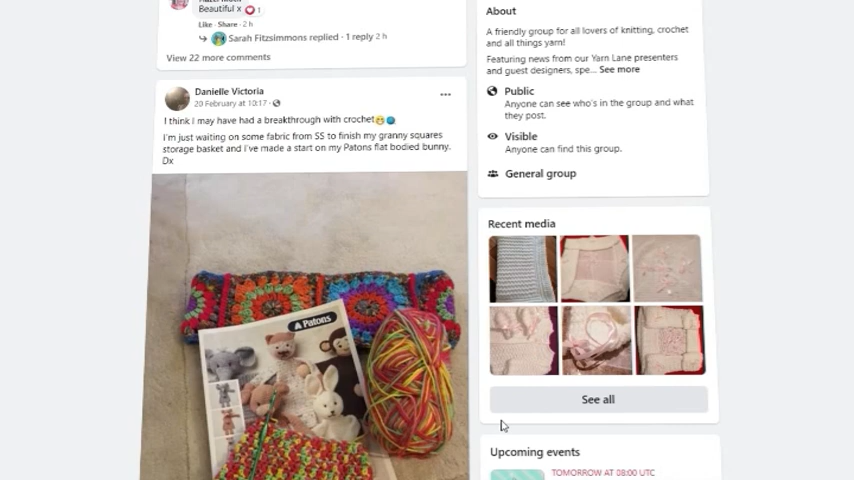 Beautiful x 1
Like · Share · 2 h
Sarah Fitzsimmons replied · 1 reply 2 h
View 22 more comments
Danielle Victoria
20 February at 10:17 ·
I think I may have had a breakthrough with crochet
I'm just waiting on some fabric from SS to finish my granny squares
storage basket and I've made a start on my Patons flat bodied bunny.
Dx
Patons
About
A friendly group for all lovers of knitting, crochet
and all things yarn!
Featuring news from our Yarn Lane presenters
and guest designers, spe... See more
Public
Anyone can see who's in the group and what
they post.
Visible
Anyone can find this group.
General group
Recent media
See all
Upcoming events
TOMORROW AT 08:00 UTC